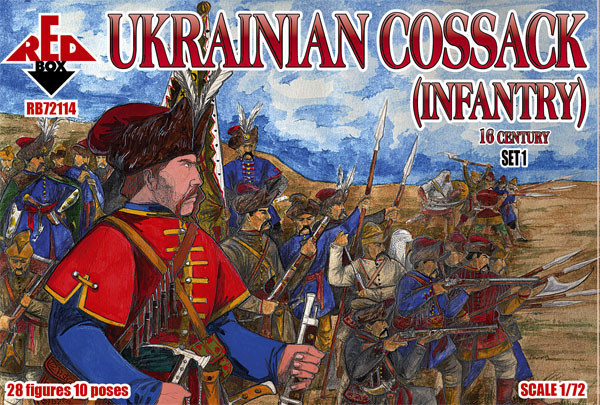 RED
BOX
RB72114
UKRAINIAN COSSACK
(INFANTRY)
16 CENTURY
SET 1
28 figures 10 poses
SCALE 1/72